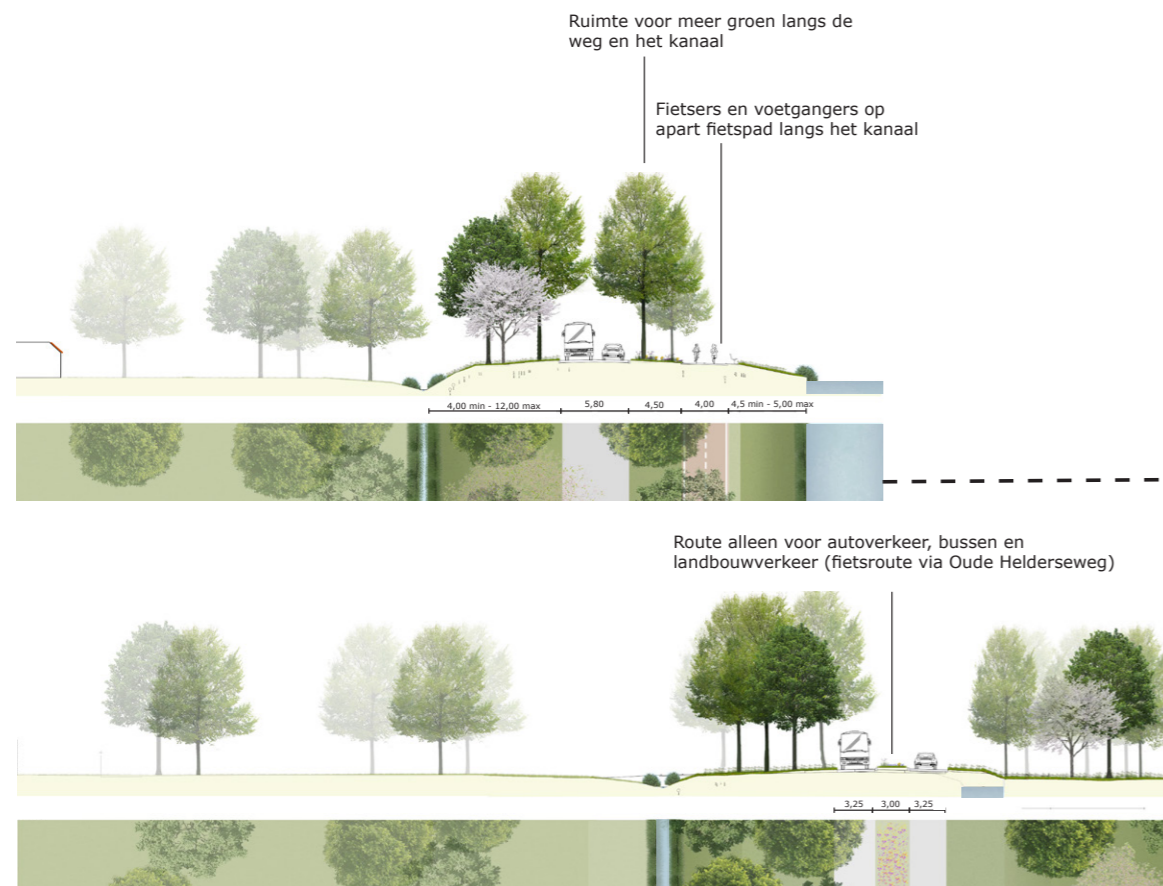 Ruimte voor meer groen langs de
weg en het kanaal
Fietsers en voetgangers op
apart fietspad langs het kanaal
4,00 min - 12,00 max 5,80 4,50 4,00 4,5 min - 5,00 max
Route alleen voor autoverkeer, bussen en
landbouwverkeer (fietsroute via Oude Helderseweg)
3,25 3,00 3,25